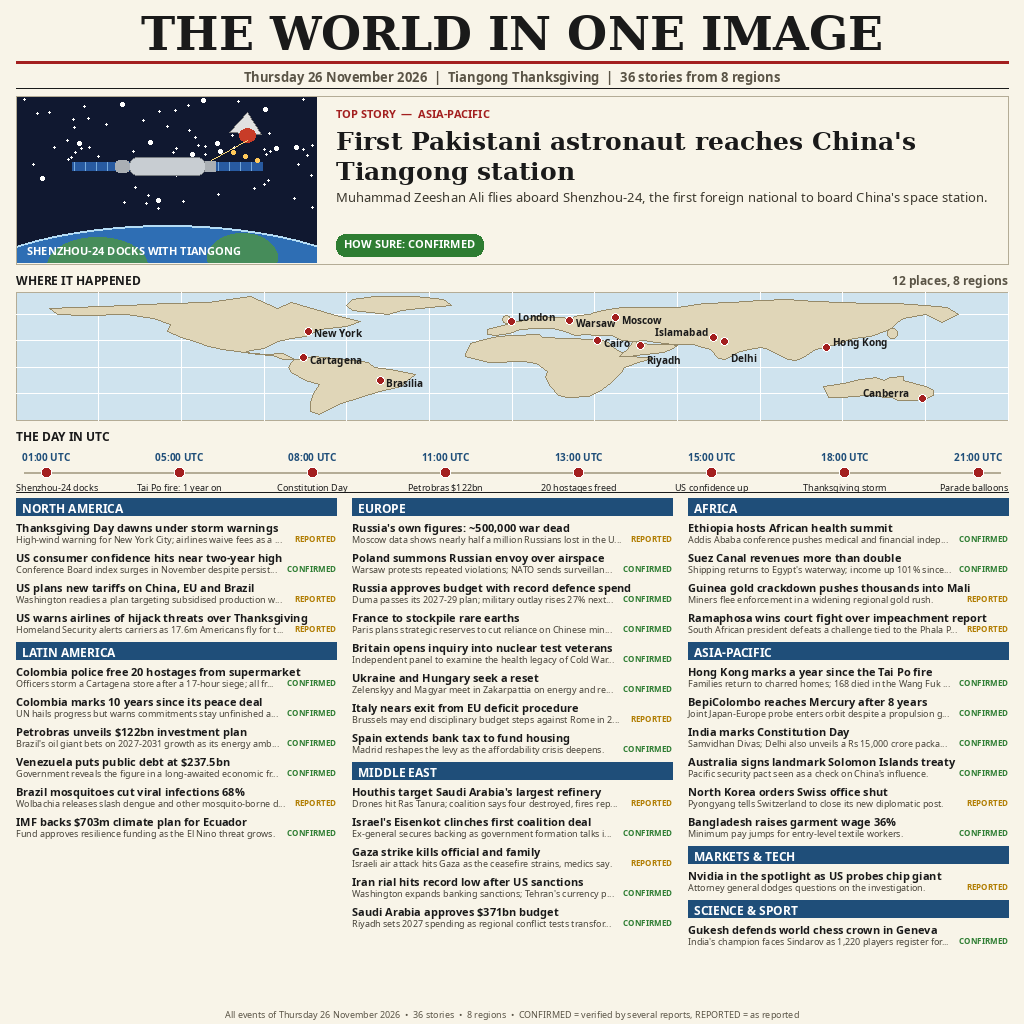 THE WORLD IN ONE IMAGE
Thursday 26 November 2026 | Tiangong Thanksgiving | 36 stories from 8 regions
SHENZHOU-24 DOCKS WITH TIANGONG
TOP STORY — ASIA-PACIFIC
First Pakistani astronaut reaches China's
Tiangong station
Muhammad Zeeshan Ali flies aboard Shenzhou-24, the first foreign national to board China's space station.
HOW SURE: CONFIRMED
WHERE IT HAPPENED
12 places, 8 regions
London
Warsaw
Moscow
New York
Islamabad
Cairo
Hong Kong
Cartagena
Riyadh
Delhi
Brasilia
Canberra
THE DAY IN UTC
01:00 UTC
05:00 UTC
08:00 UTC
11:00 UTC
13:00 UTC
15:00 UTC
18:00 UTC
21:00 UTC
Shenzhou-24 docks
Tai Po fire: 1 year on
Constitution Day
Petrobras $122bn
20 hostages freed
US confidence up
Thanksgiving storm
Parade balloons
NORTH AMERICA
Thanksgiving Day dawns under storm warnings
High-wind warning for New York City; airlines waive fees as a ... REPORTED
US consumer confidence hits near two-year high
Conference Board index surges in November despite persist... CONFIRMED
US plans new tariffs on China, EU and Brazil
Washington readies a plan targeting subsidised production w... REPORTED
US warns airlines of hijack threats over Thanksgiving
Homeland Security alerts carriers as 17.6m Americans fly for t... REPORTED
LATIN AMERICA
Colombia police free 20 hostages from supermarket
Officers storm a Cartagena store after a 17-hour siege; all fr... CONFIRMED
Colombia marks 10 years since its peace deal
UN hails progress but warns commitments stay unfinished a... CONFIRMED
Petrobras unveils $122bn investment plan
Brazil's oil giant bets on 2027-2031 growth as its energy amb... CONFIRMED
Venezuela puts public debt at $237.5bn
Government reveals the figure in a long-awaited economic fr... CONFIRMED
Brazil mosquitoes cut viral infections 68%
Wolbachia releases slash dengue and other mosquito-borne d... REPORTED
IMF backs $703m climate plan for Ecuador
Fund approves resilience funding as the El Nino threat grows. CONFIRMED
EUROPE
Russia's own figures: ~500,000 war dead
Moscow data shows nearly half a million Russians lost in the U... REPORTED
Poland summons Russian envoy over airspace
Warsaw protests repeated violations; NATO sends surveillan... CONFIRMED
Russia approves budget with record defence spend
Duma passes its 2027-29 plan; military outlay rises 27% next... CONFIRMED
France to stockpile rare earths
Paris plans strategic reserves to cut reliance on Chinese min... CONFIRMED
Britain opens inquiry into nuclear test veterans
Independent panel to examine the health legacy of Cold War... CONFIRMED
Ukraine and Hungary seek a reset
Zelenskyy and Magyar meet in Zakarpattia on energy and re... CONFIRMED
Italy nears exit from EU deficit procedure
Brussels may end disciplinary budget steps against Rome in 2... REPORTED
Spain extends bank tax to fund housing
Madrid reshapes the levy as the affordability crisis deepens. CONFIRMED
MIDDLE EAST
Houthis target Saudi Arabia's largest refinery
Drones hit Ras Tanura; coalition says four destroyed, fires rep... REPORTED
Israel's Eisenkot clinches first coalition deal
Ex-general secures backing as government formation talks i... CONFIRMED
Gaza strike kills official and family
Israeli air attack hits Gaza as the ceasefire strains, medics say. REPORTED
Iran rial hits record low after US sanctions
Washington expands banking sanctions; Tehran's currency p... CONFIRMED
Saudi Arabia approves $371bn budget
Riyadh sets 2027 spending as regional conflict tests transfor... CONFIRMED
AFRICA
Ethiopia hosts African health summit
Addis Ababa conference pushes medical and financial indep... CONFIRMED
Suez Canal revenues more than double
Shipping returns to Egypt's waterway; income up 101% since... CONFIRMED
Guinea gold crackdown pushes thousands into Mali
Miners flee enforcement in a widening regional gold rush. REPORTED
Ramaphosa wins court fight over impeachment report
South African president defeats a challenge tied to the Phala P... REPORTED
ASIA-PACIFIC
Hong Kong marks a year since the Tai Po fire
Families return to charred homes; 168 died in the Wang Fuk ... CONFIRMED
BepiColombo reaches Mercury after 8 years
Joint Japan-Europe probe enters orbit despite a propulsion g... CONFIRMED
India marks Constitution Day
Samvidhan Divas; Delhi also unveils a Rs 15,000 crore packa... CONFIRMED
Australia signs landmark Solomon Islands treaty
Pacific security pact seen as a check on China's influence. CONFIRMED
North Korea orders Swiss office shut
Pyongyang tells Switzerland to close its new diplomatic post. REPORTED
Bangladesh raises garment wage 36%
Minimum pay jumps for entry-level textile workers. CONFIRMED
MARKETS & TECH
Nvidia in the spotlight as US probes chip giant
Attorney general dodges questions on the investigation. REPORTED
SCIENCE & SPORT
Gukesh defends world chess crown in Geneva
India's champion faces Sindarov as 1,220 players register for... CONFIRMED
All events of Thursday 26 November 2026 • 36 stories • 8 regions • CONFIRMED = verified by several reports, REPORTED = as reported